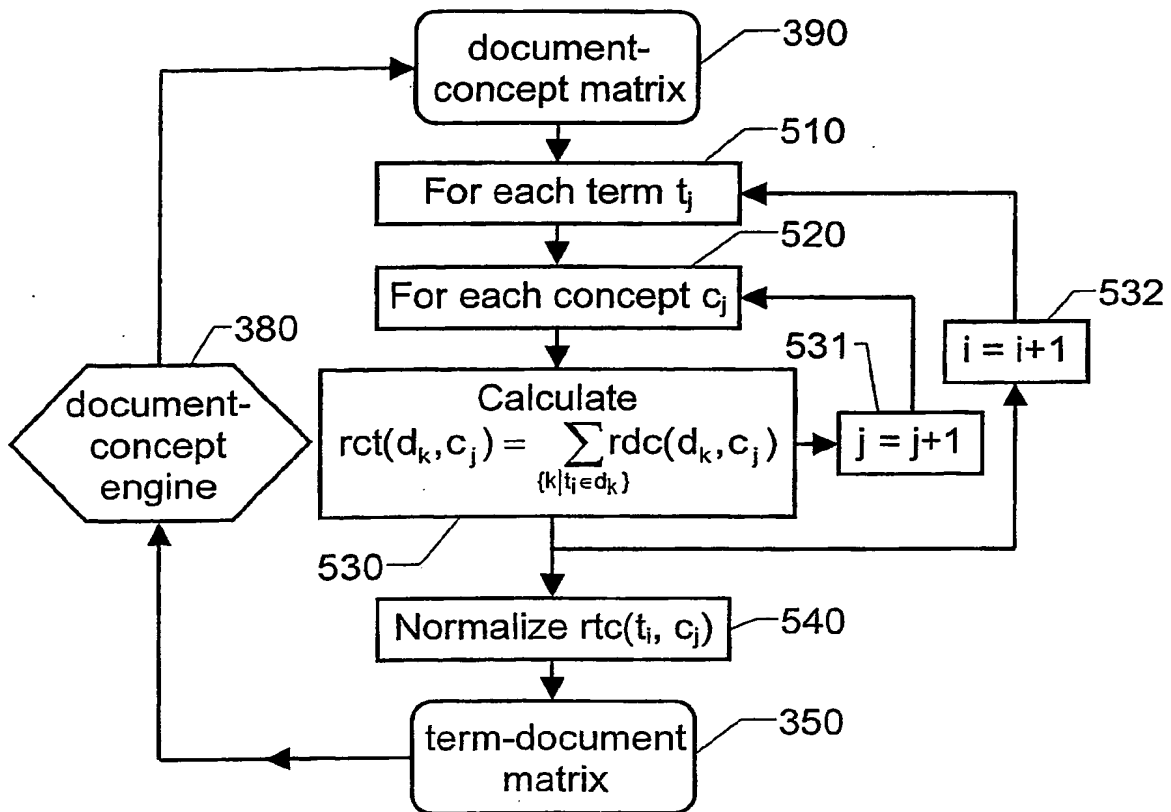 document-
concept matrix
390
510
For each term tⱼ
520
For each concept cⱼ
532
i = i+1
380
document-
concept
engine
531
j = j+1
Calculate
rct(dₖ,cⱼ) = ∑ rdc(dₖ,cⱼ)
{k|tᵢ∈dₖ}
530
Normalize rtc(tᵢ, cⱼ)
540
term-document
matrix
350